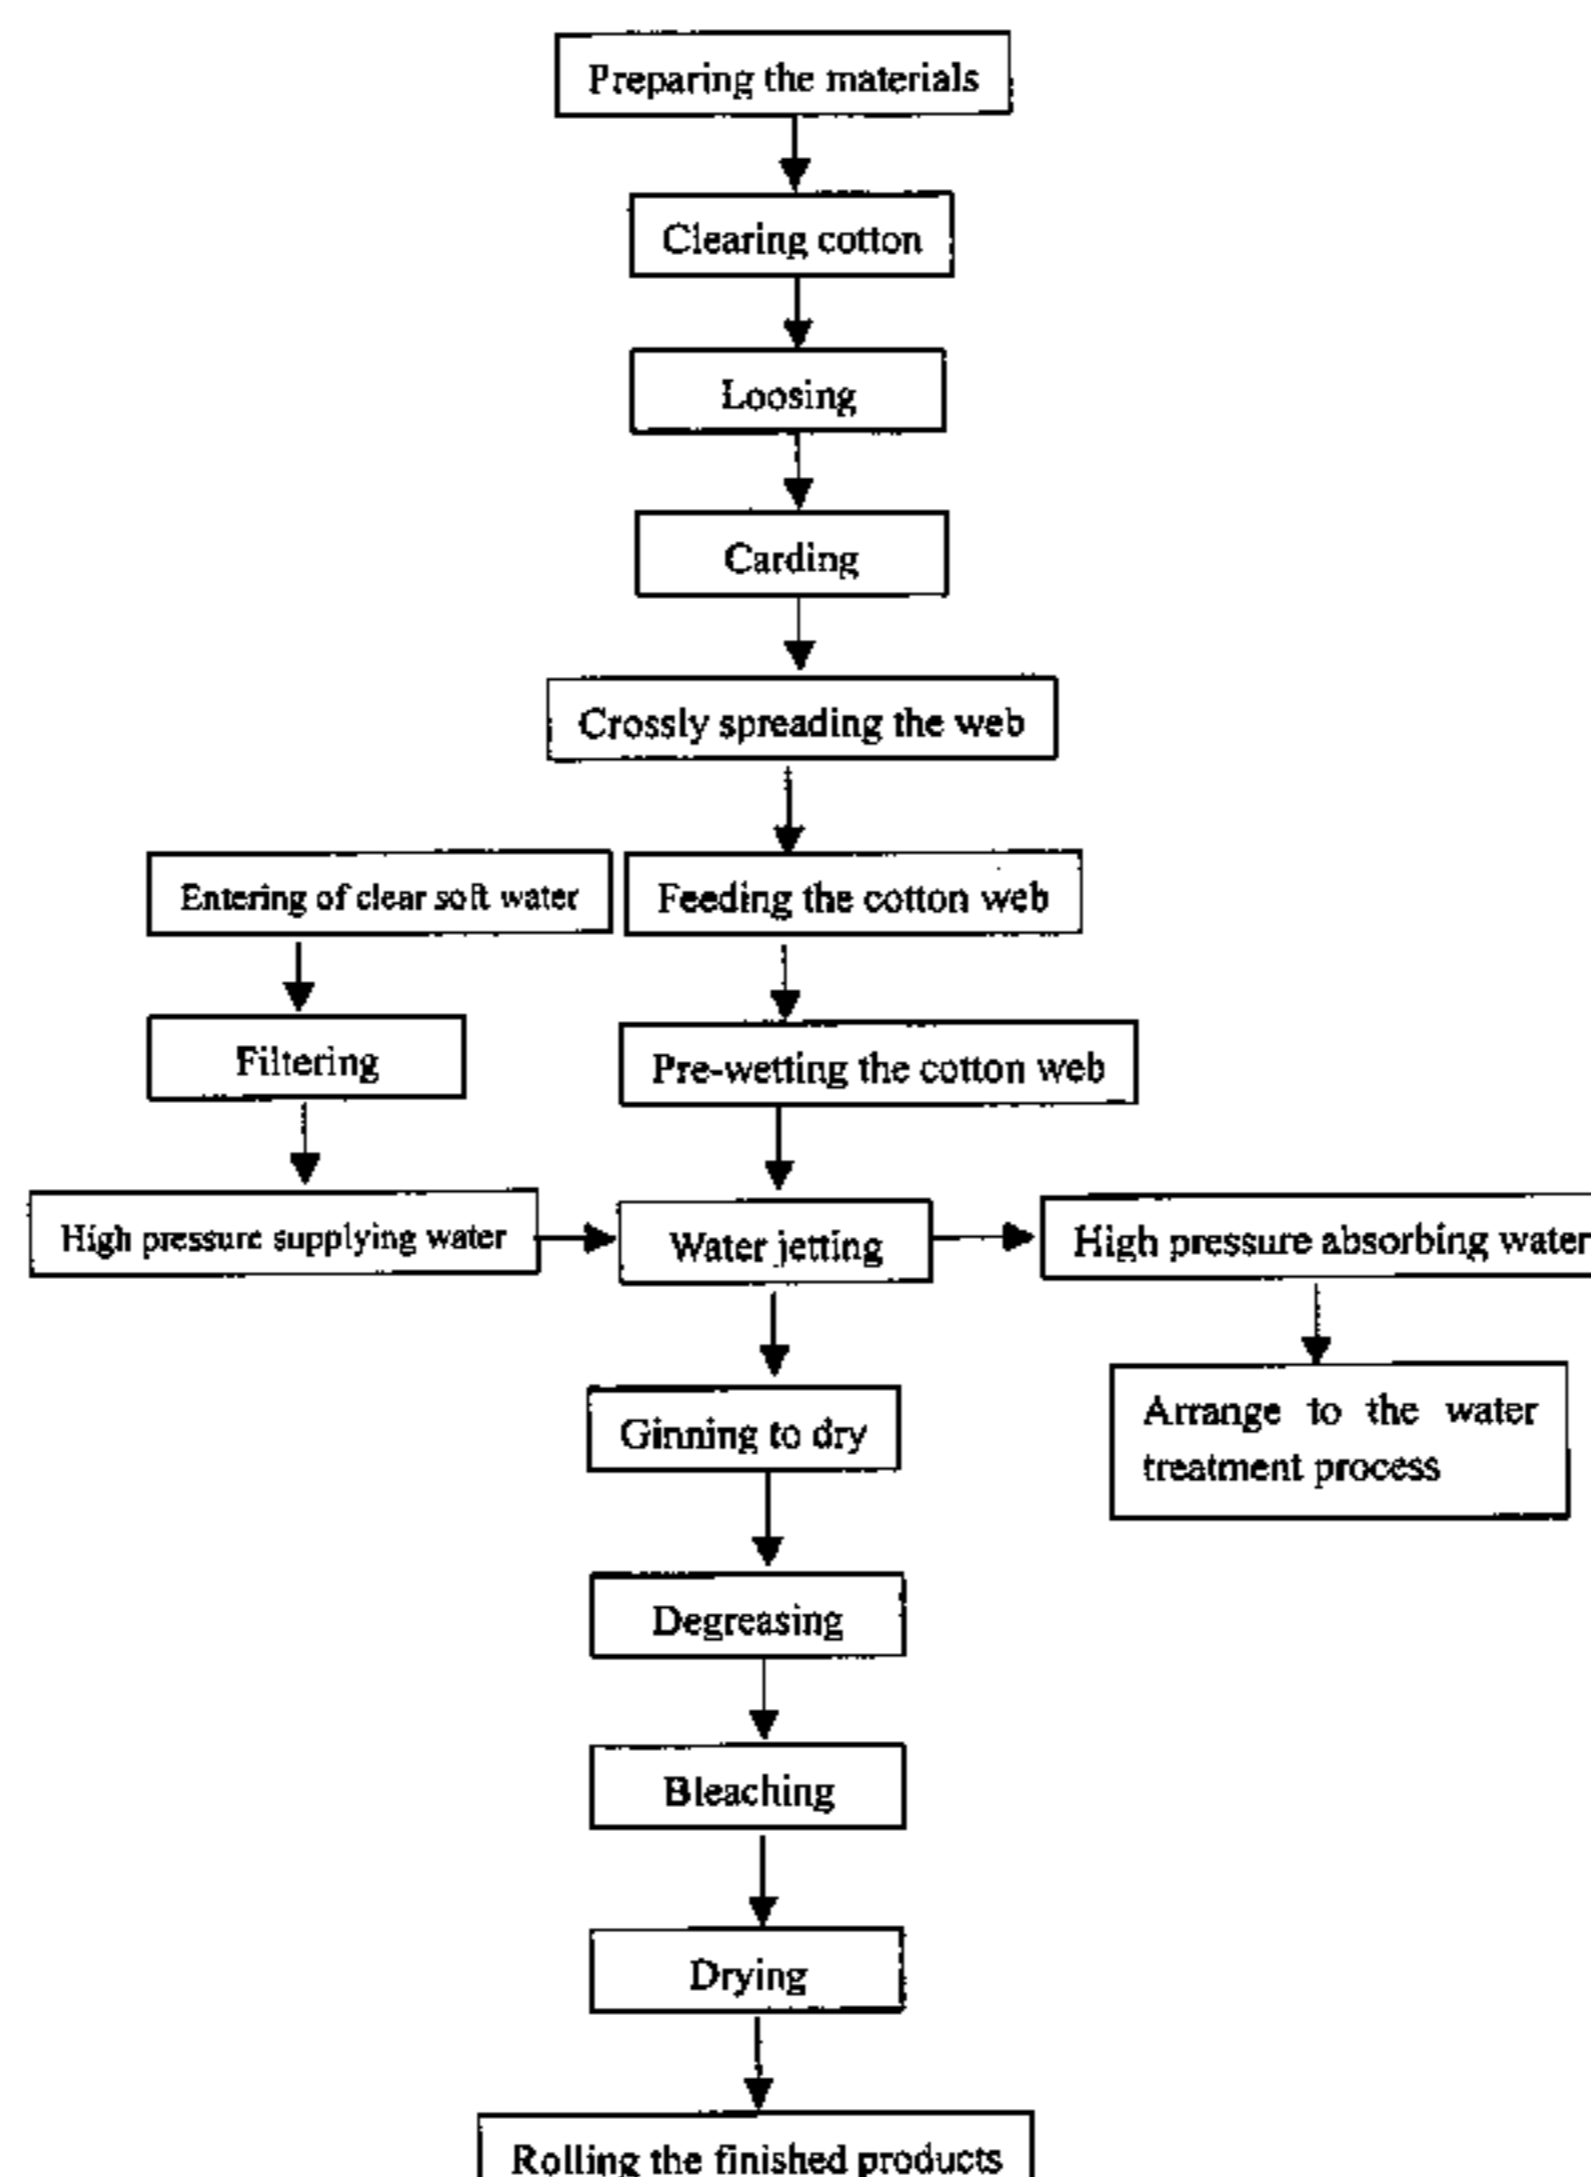 Preparing the materials
Clearing cotton
Loosing
Carding
Crossly spreading the web
Entering of clear soft water
Feeding the cotton web
Filtering
Pre-wetting the cotton web
High pressure supplying water
Water jetting
High pressure absorbing water
Arrange to the water
treatment process
Ginning to dry
Degreasing
Bleaching
Drying
Rolling the finished products